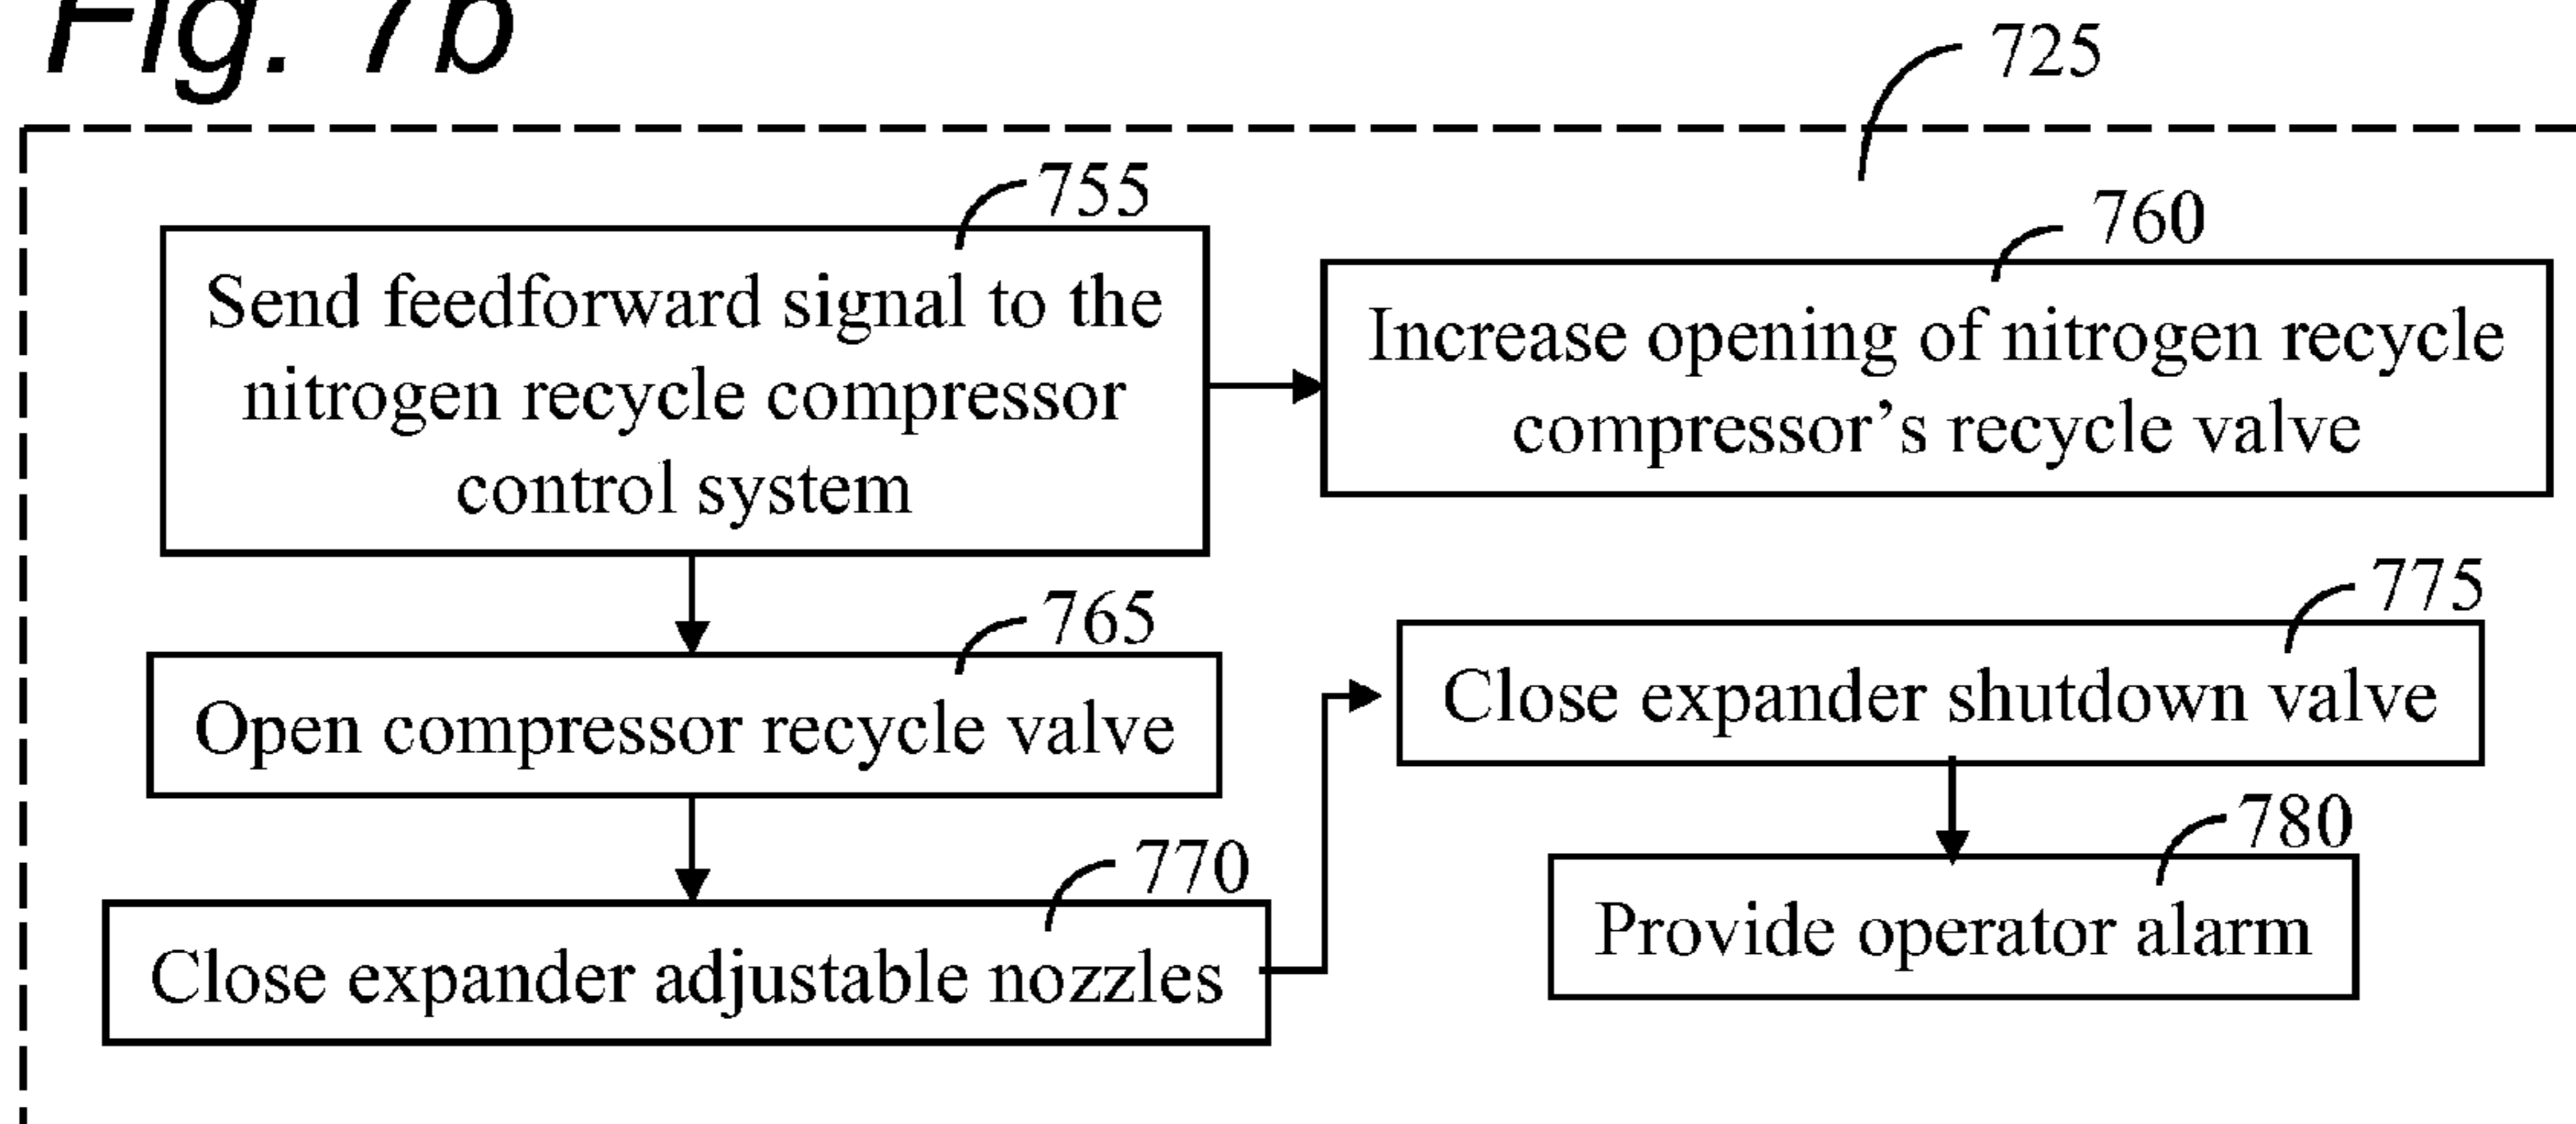 Fig. 7b
725
755
Send feedforward signal to the
nitrogen recycle compressor
control system
760
Increase opening of nitrogen recycle
compressor’s recycle valve
765
Open compressor recycle valve
770
Close expander adjustable nozzles
775
Close expander shutdown valve
780
Provide operator alarm